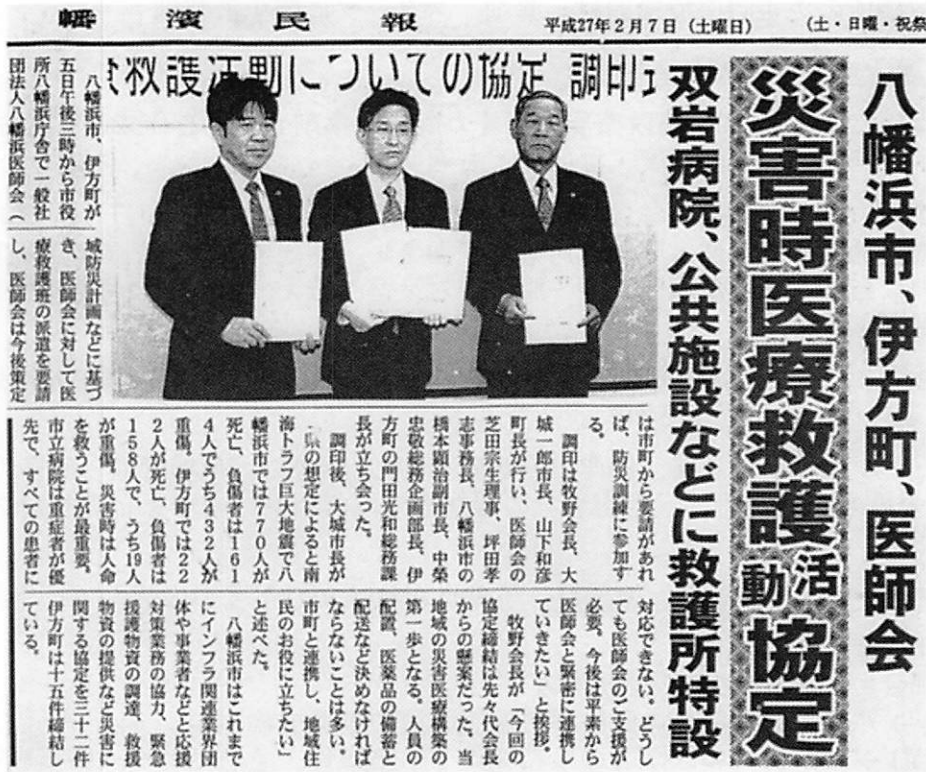 幡濱民報
平成27年2月7日（土曜日）
（土・日曜・祝祭
八幡浜市、伊方町、医師会
災害時医療救護活動協定
双岩病院、公共施設などに救護所特設
救護活動についての協定 調印式
八幡浜市、伊方町が
五日午後三時から市役
所八幡浜庁舎で一般社
団法人八幡浜医師会（
域防災計画などに基づ
き、医師会に対して医
療救護班の派遣を要請
し、医師会は今後策定
は市町から要請があれ
ば、防災訓練に参加す
る。
調印は牧野会長、大
城一郎市長、山下和彦
町長が行い、医師会の
芝田宗生理事、坪田孝
志事務長、八幡浜市の
橋本顕治副市長、中榮
忠敏総務企画部長、伊
方町の門田光和総務課
長が立ち会った。
調印後、大城市長が
「県の想定によると南
海トラフ巨大地震で八
幡浜市では770人が
死亡、負傷者は161
4人でうち432人が
重傷。伊方町では22
2人が死亡、負傷者は
158人で、うち19人
が重傷。災害時は人命
を救うことが最重要。
市立病院は重症者が優
先で、すべての患者に
対応できない。どうし
ても医師会のご支援が
必要。今後は平素から
医師会と緊密に連携し
ていきたい」と挨拶。
牧野会長が「今回の
協定締結は先々代会長
からの懸案だった。当
地域の災害医療構築の
第一歩となる。人員の
配置、医薬品の備蓄と
配送など決めなければ
ならないことは多い。
市町と連携し、地域住
民のお役に立ちたい」
と述べた。
八幡浜市はこれまで
にインフラ関連業界団
体や事業者などと応援
対策業務の協力、緊急
援護物資の調達、救援
物資の提供など災害に
関する協定を三十二件
伊方町は十五件締結し
ている。